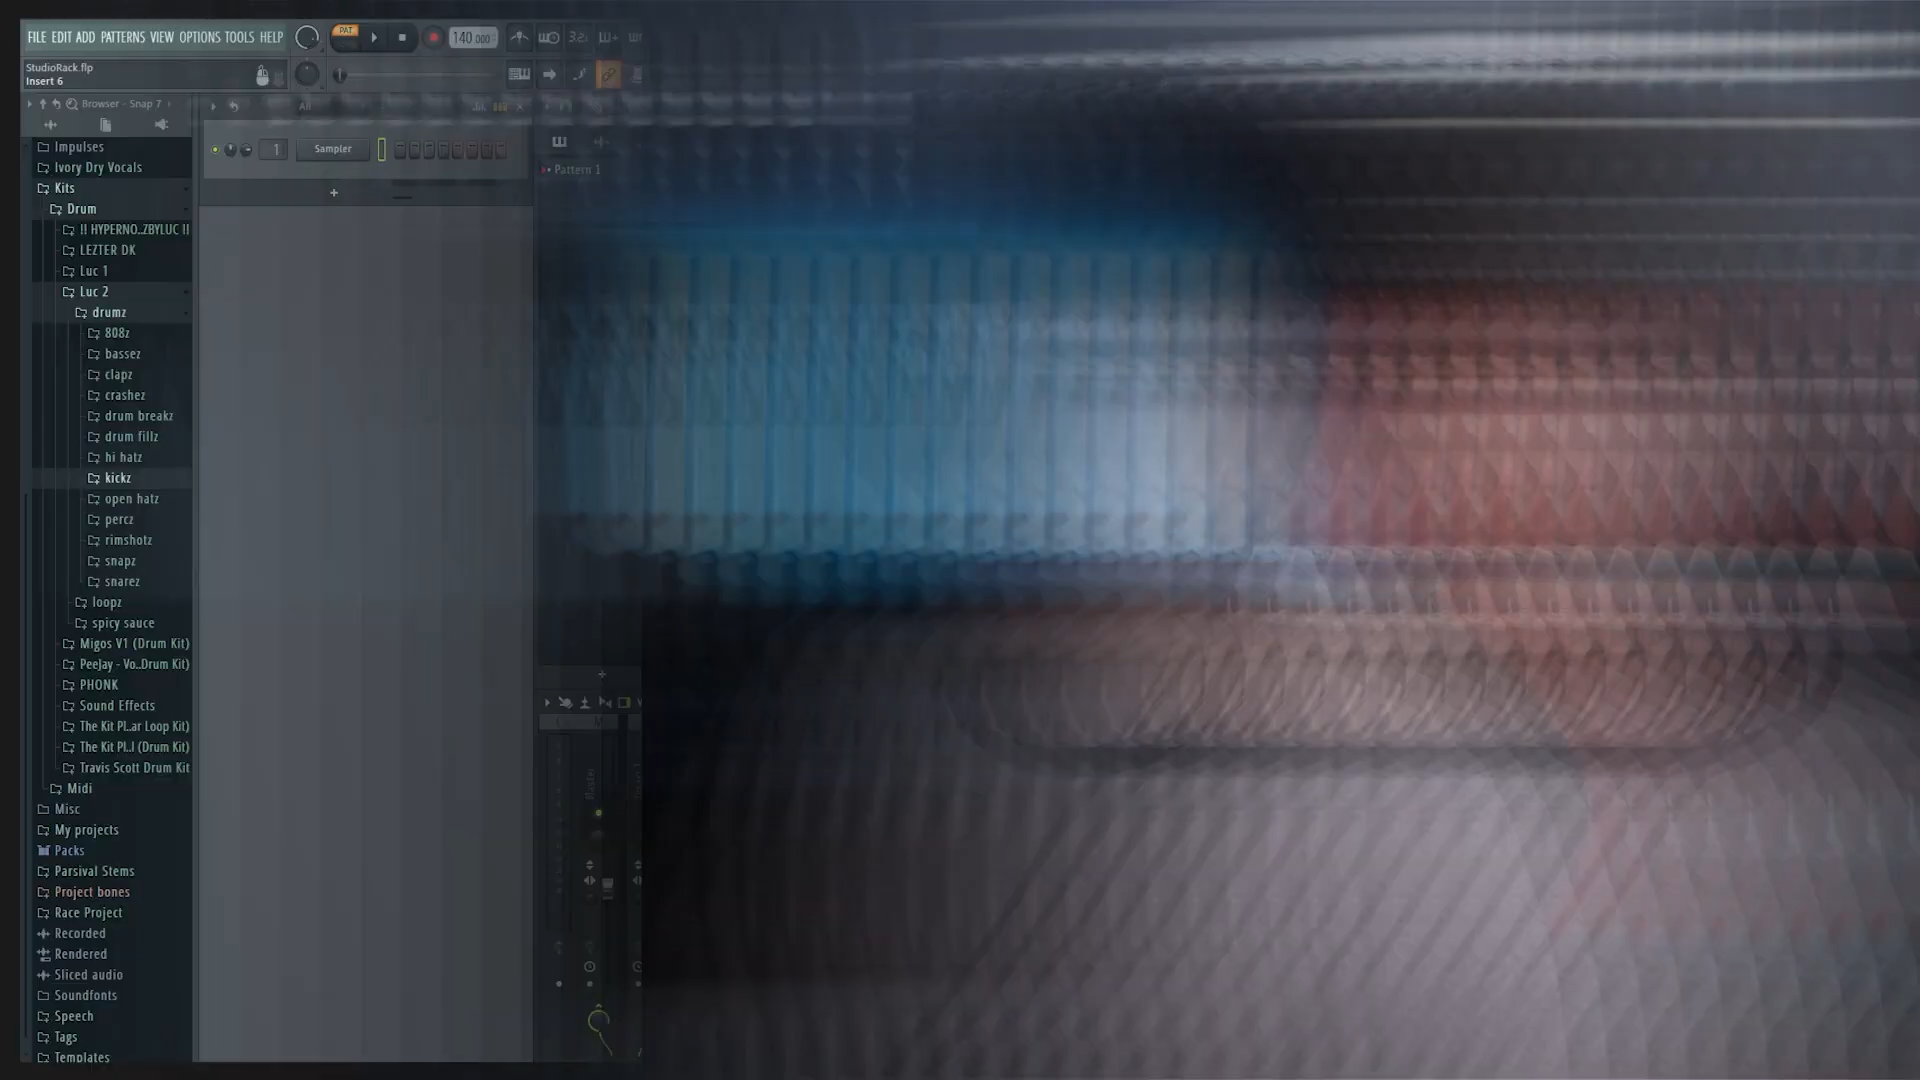 FILE EDIT ADD PATTERNS VIEW OPTIONS TOOLS HELP
PAT
140.000
StudioRack.flp
Insert 6
Browser - Snap 7
All
1
Sampler
Pattern 1
Impulses
Ivory Dry Vocals
Kits
Drum
!! HYPERNO..ZBYLUC !!
LEZTER DK
Luc 1
Luc 2
drumz
808z
bassez
clapz
crashez
drum breakz
drum fillz
hi hatz
kickz
open hatz
percz
rimshotz
snapz
snarez
loopz
spicy sauce
Migos V1 (Drum Kit)
PeeJay - Vo..Drum Kit)
PHONK
Sound Effects
The Kit Pl..ar Loop Kit)
The Kit Pl..l (Drum Kit)
Travis Scott Drum Kit
Midi
Misc
My projects
Packs
Parsival Stems
Project bones
Race Project
Recorded
Rendered
Sliced audio
Soundfonts
Speech
Tags
Templates
Master